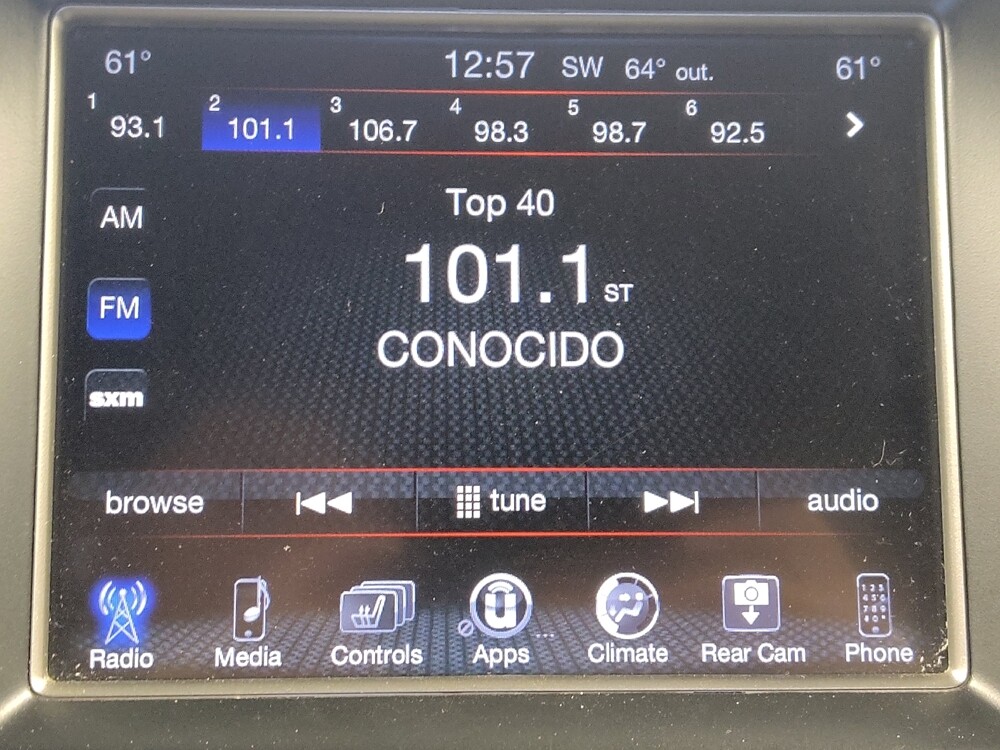 61° 12:57 SW 64° out. 61°
1 93.1 2 101.1 3 106.7 4 98.3 5 98.7 6 92.5
Top 40
AM
101.1 ST
FM
CONOCIDO
sxm
browse tune audio
Radio Media Controls Apps Climate Rear Cam Phone